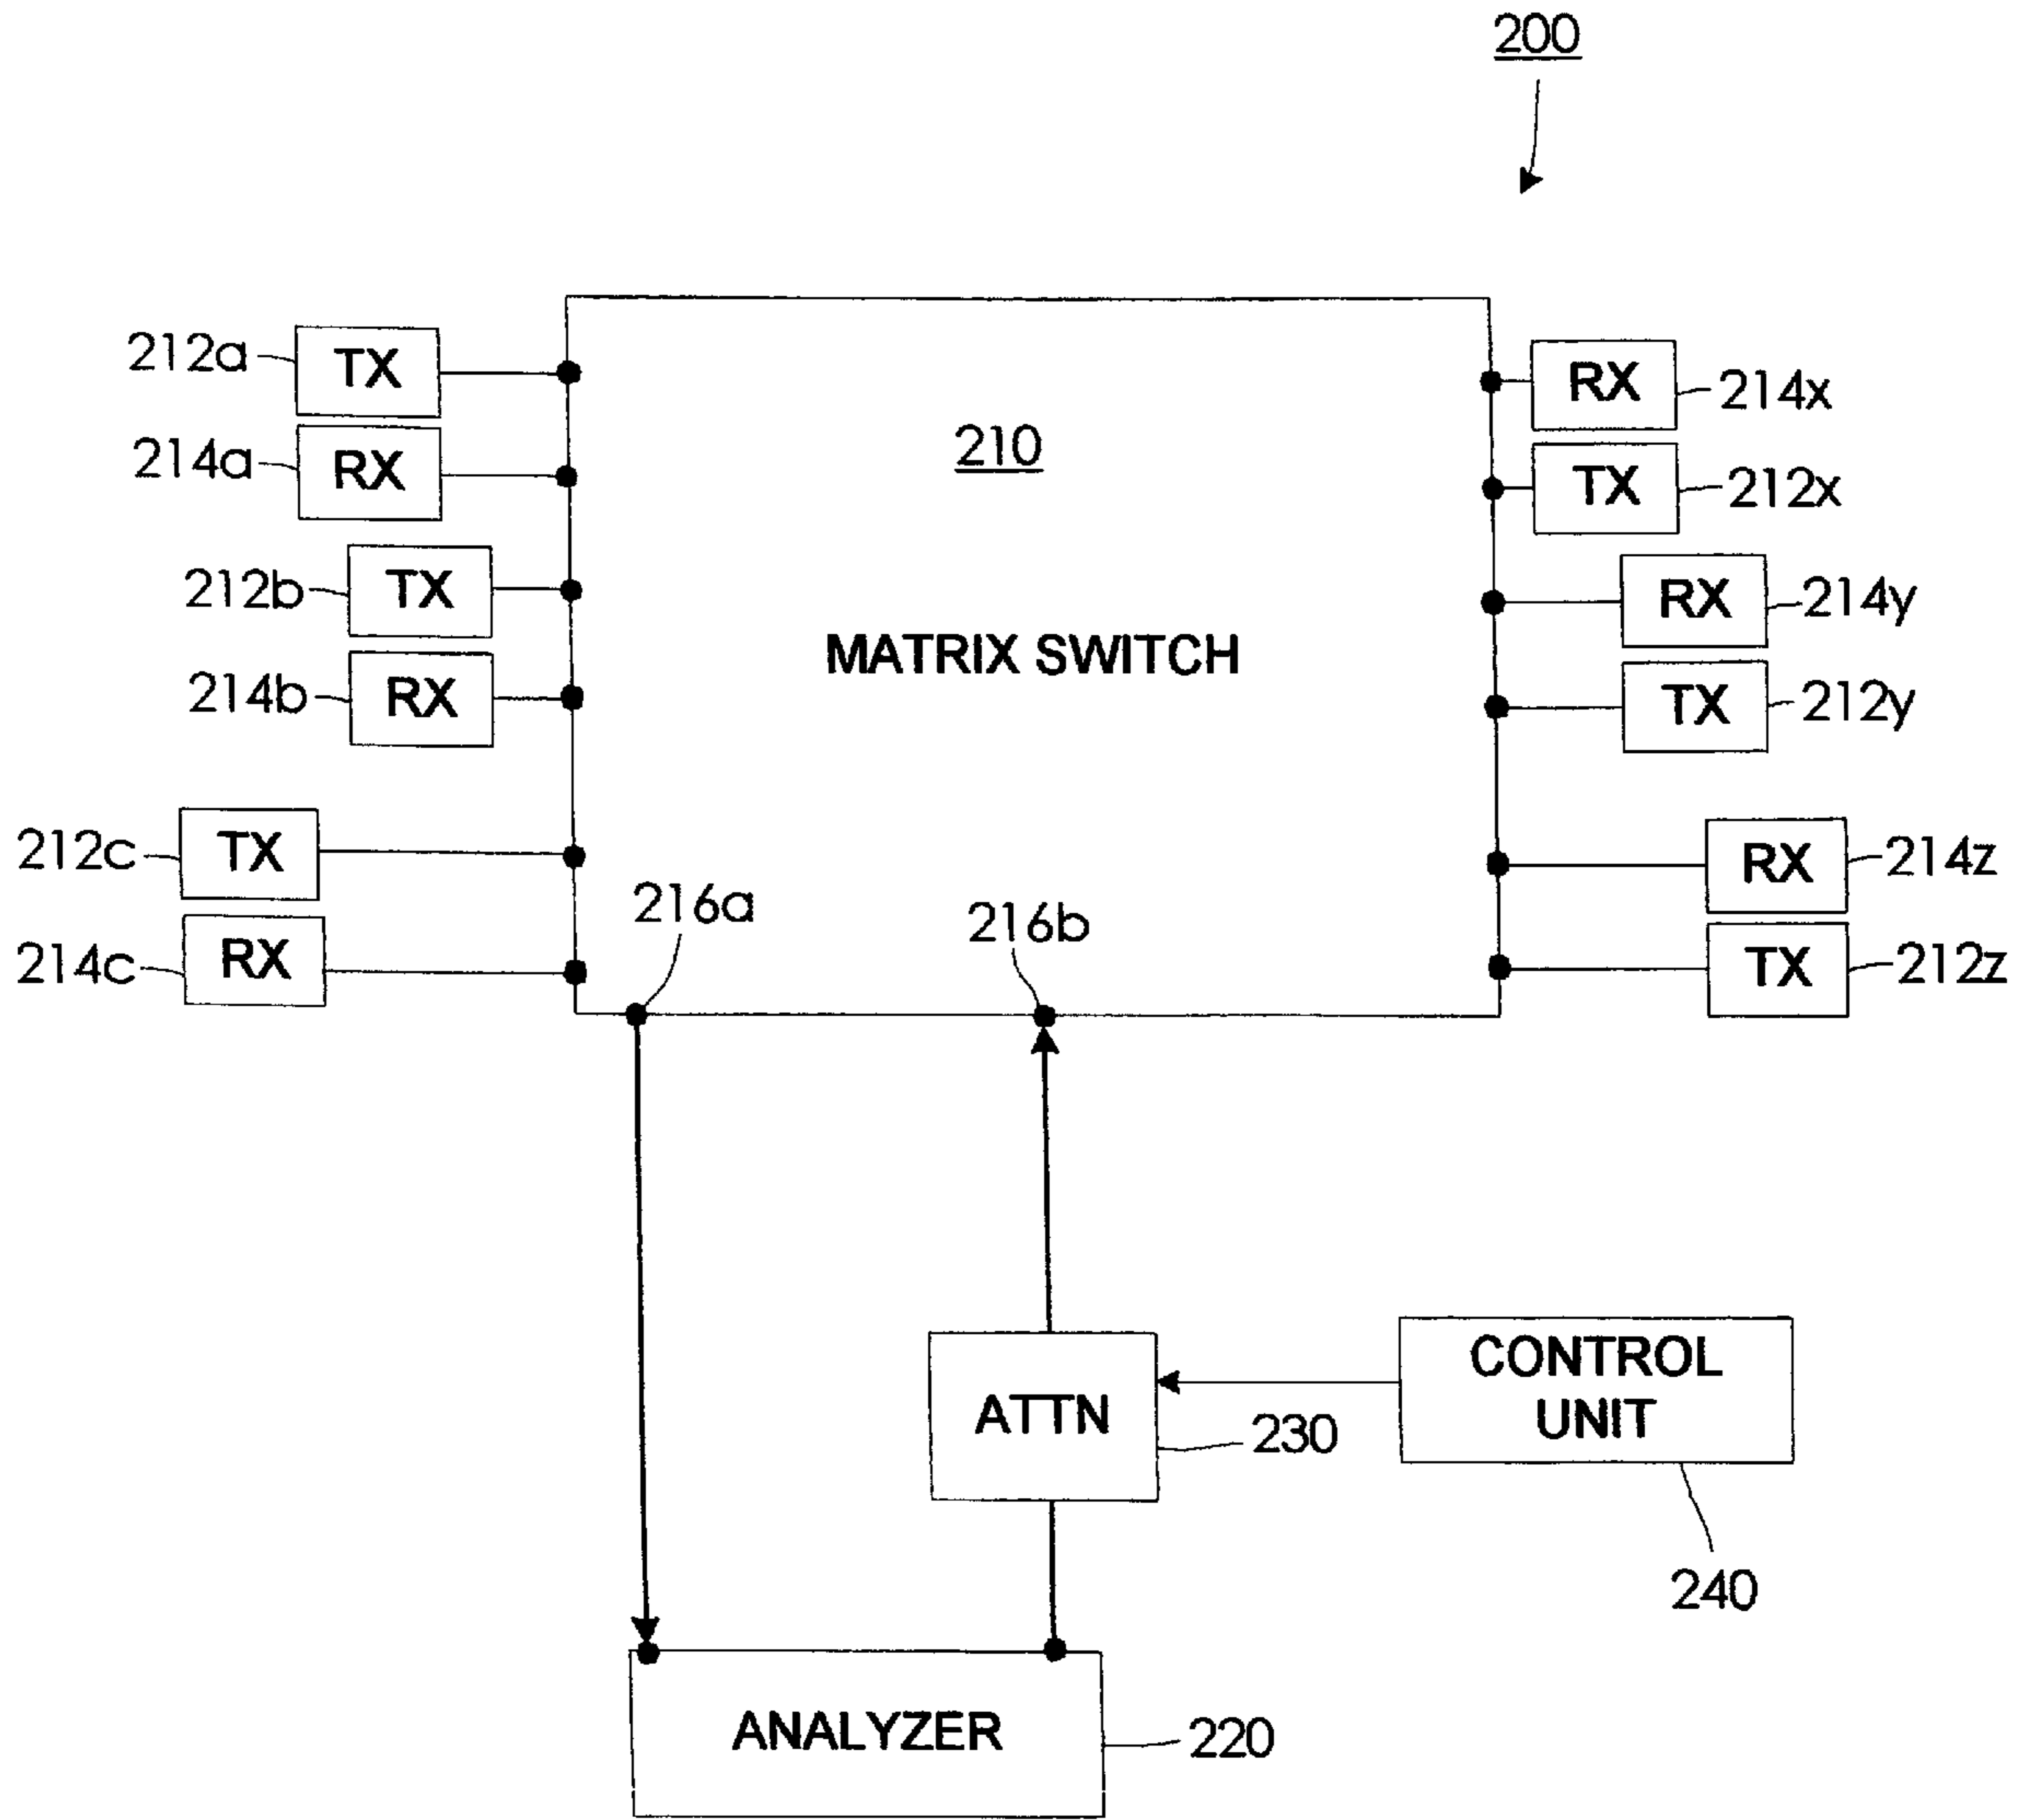 200
212a
TX
RX
214x
214a
RX
210
TX
212x
212b
TX
RX
214y
214b
RX
MATRIX SWITCH
TX
212y
212c
TX
RX
214z
216a
216b
214c
RX
TX
212z
ATTN
230
CONTROL
UNIT
240
ANALYZER
220